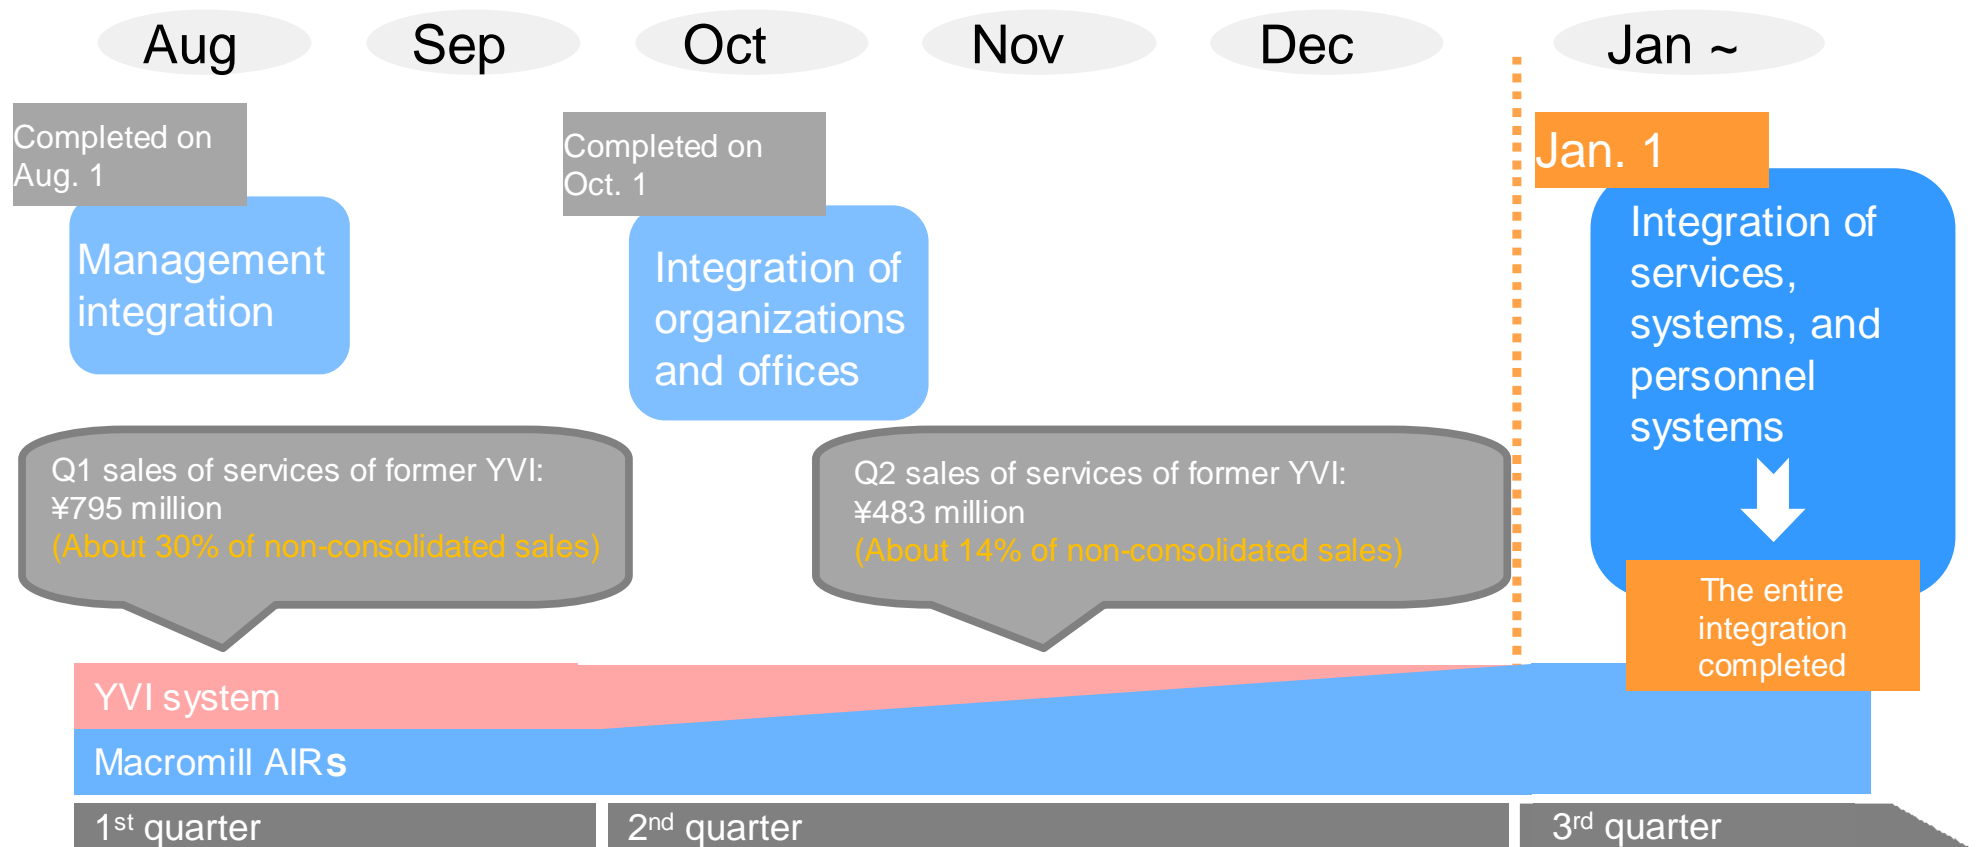 Aug
Sep
Oct
Nov
Dec
Jan ~
Completed on
Aug. 1
Management
integration
Completed on
Oct. 1
Integration of
organizations
and offices
Jan. 1
Integration of
services,
systems, and
personnel
systems
The entire
integration
completed
Q1 sales of services of former YVI:
¥795 million
(About 30% of non-consolidated sales)
Q2 sales of services of former YVI:
¥483 million
(About 14% of non-consolidated sales)
YVI system
Macromill AIRs
1st quarter
2nd quarter
3rd quarter